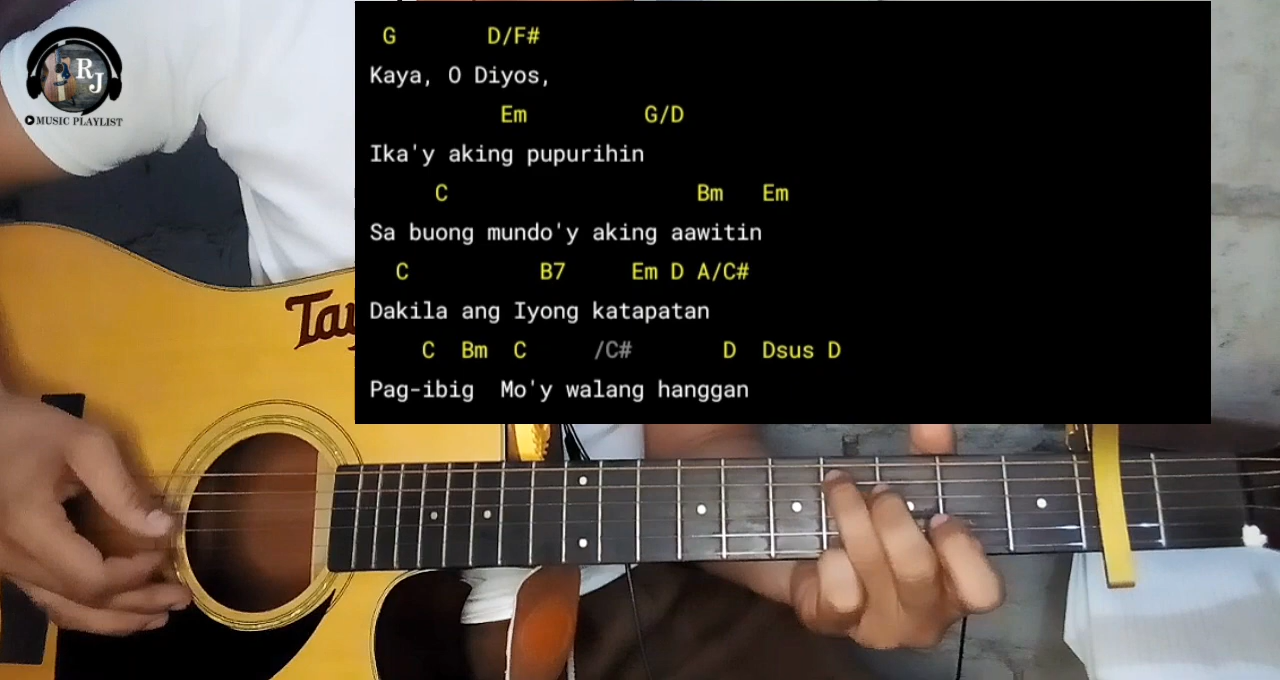 RJ
MUSIC PLAYLIST
G D/F#
Kaya, O Diyos,
Em G/D
Ika'y aking pupurihin
C Bm Em
Sa buong mundo'y aking aawitin
C B7 Em D A/C#
Dakila ang Iyong katapatan
C Bm C /C# D Dsus D
Pag-ibig Mo'y walang hanggan
Tay